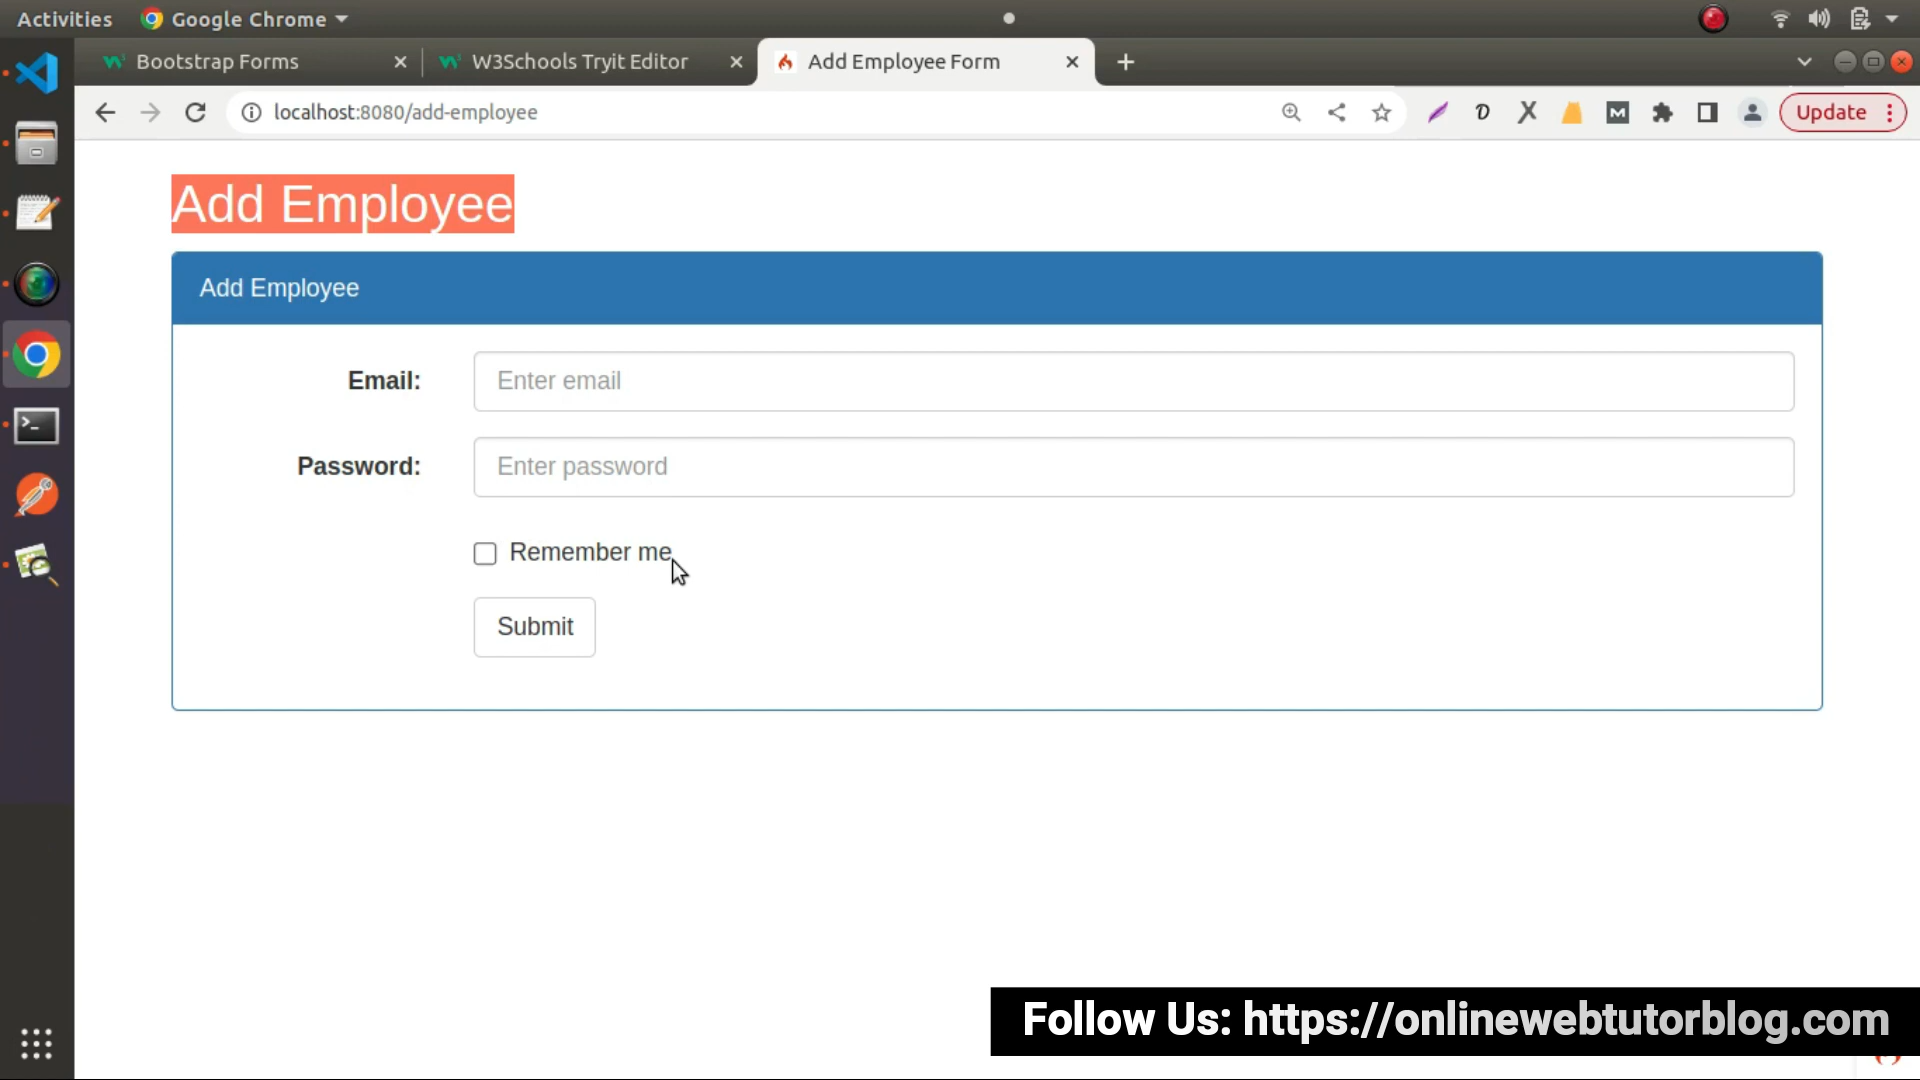 Activities Google Chrome
Bootstrap Forms W3Schools Tryit Editor Add Employee Form
localhost:8080/add-employee Update
Add Employee
Add Employee
Email: Enter email
Password: Enter password
Remember me
Submit
Follow Us: https://onlinewebtutorblog.com